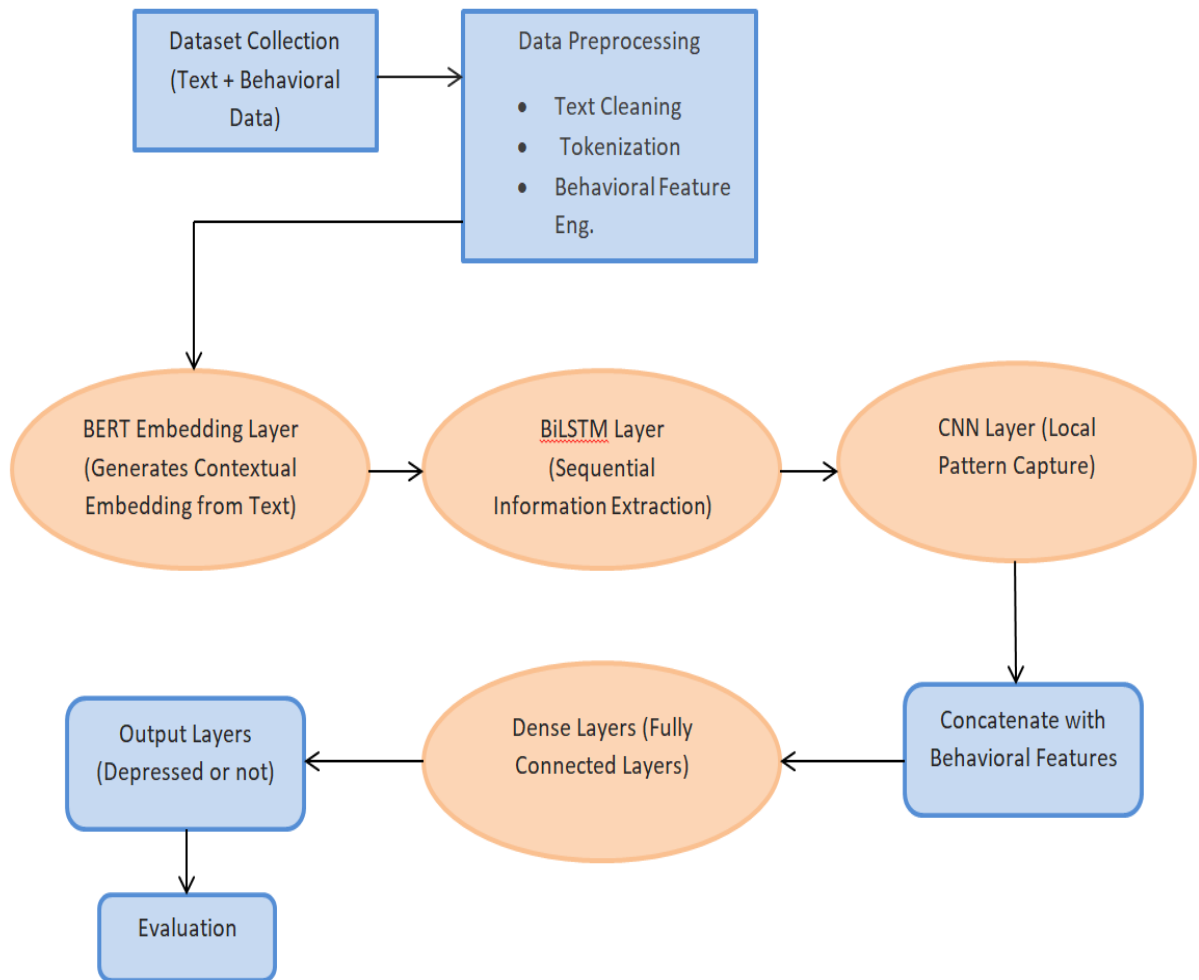 Dataset Collection
(Text + Behavioral
Data)
Data Preprocessing
• Text Cleaning
• Tokenization
• Behavioral Feature
Eng.
BERT Embedding Layer
(Generates Contextual
Embedding from Text)
BiLSTM Layer
(Sequential
Information Extraction)
CNN Layer (Local
Pattern Capture)
Concatenate with
Behavioral Features
Dense Layers (Fully
Connected Layers)
Output Layers
(Depressed or not)
Evaluation